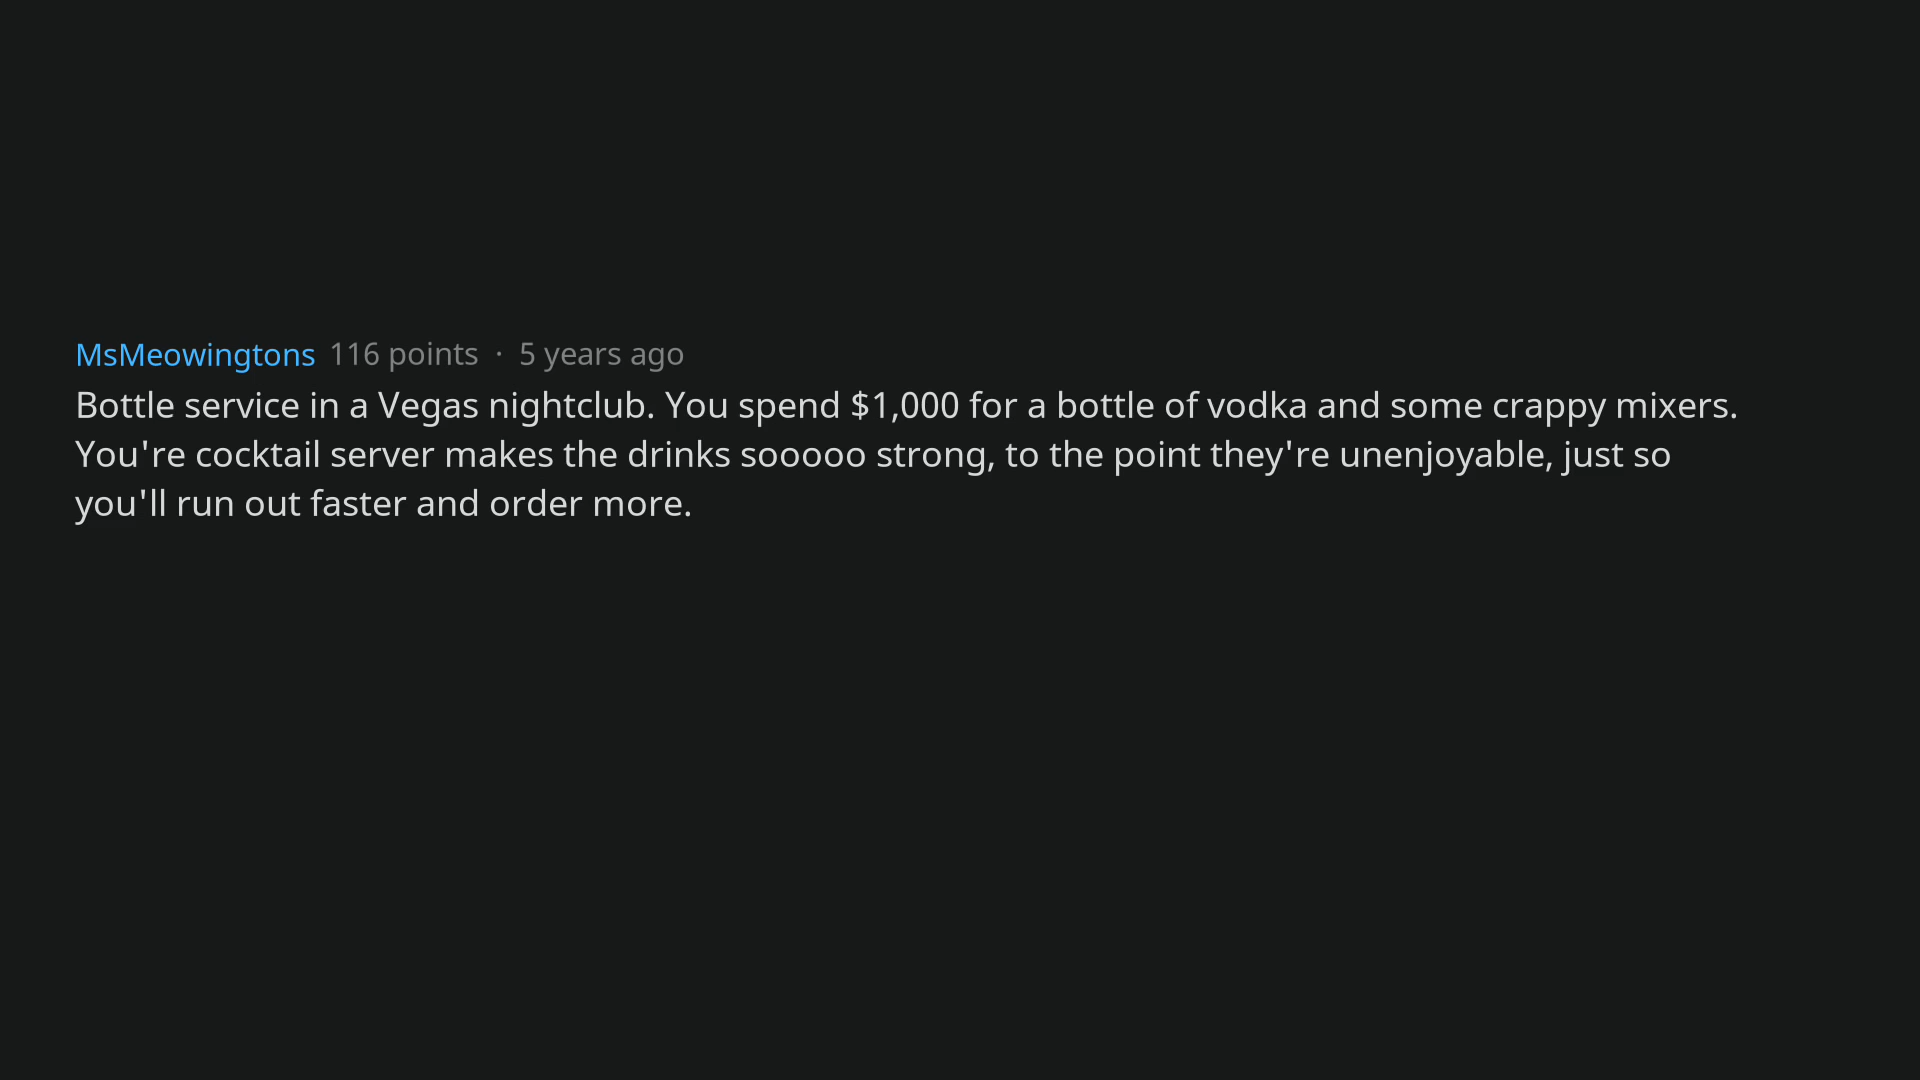 MsMeowingtons 116 points · 5 years ago
Bottle service in a Vegas nightclub. You spend $1,000 for a bottle of vodka and some crappy mixers.
You're cocktail server makes the drinks sooooo strong, to the point they're unenjoyable, just so
you'll run out faster and order more.